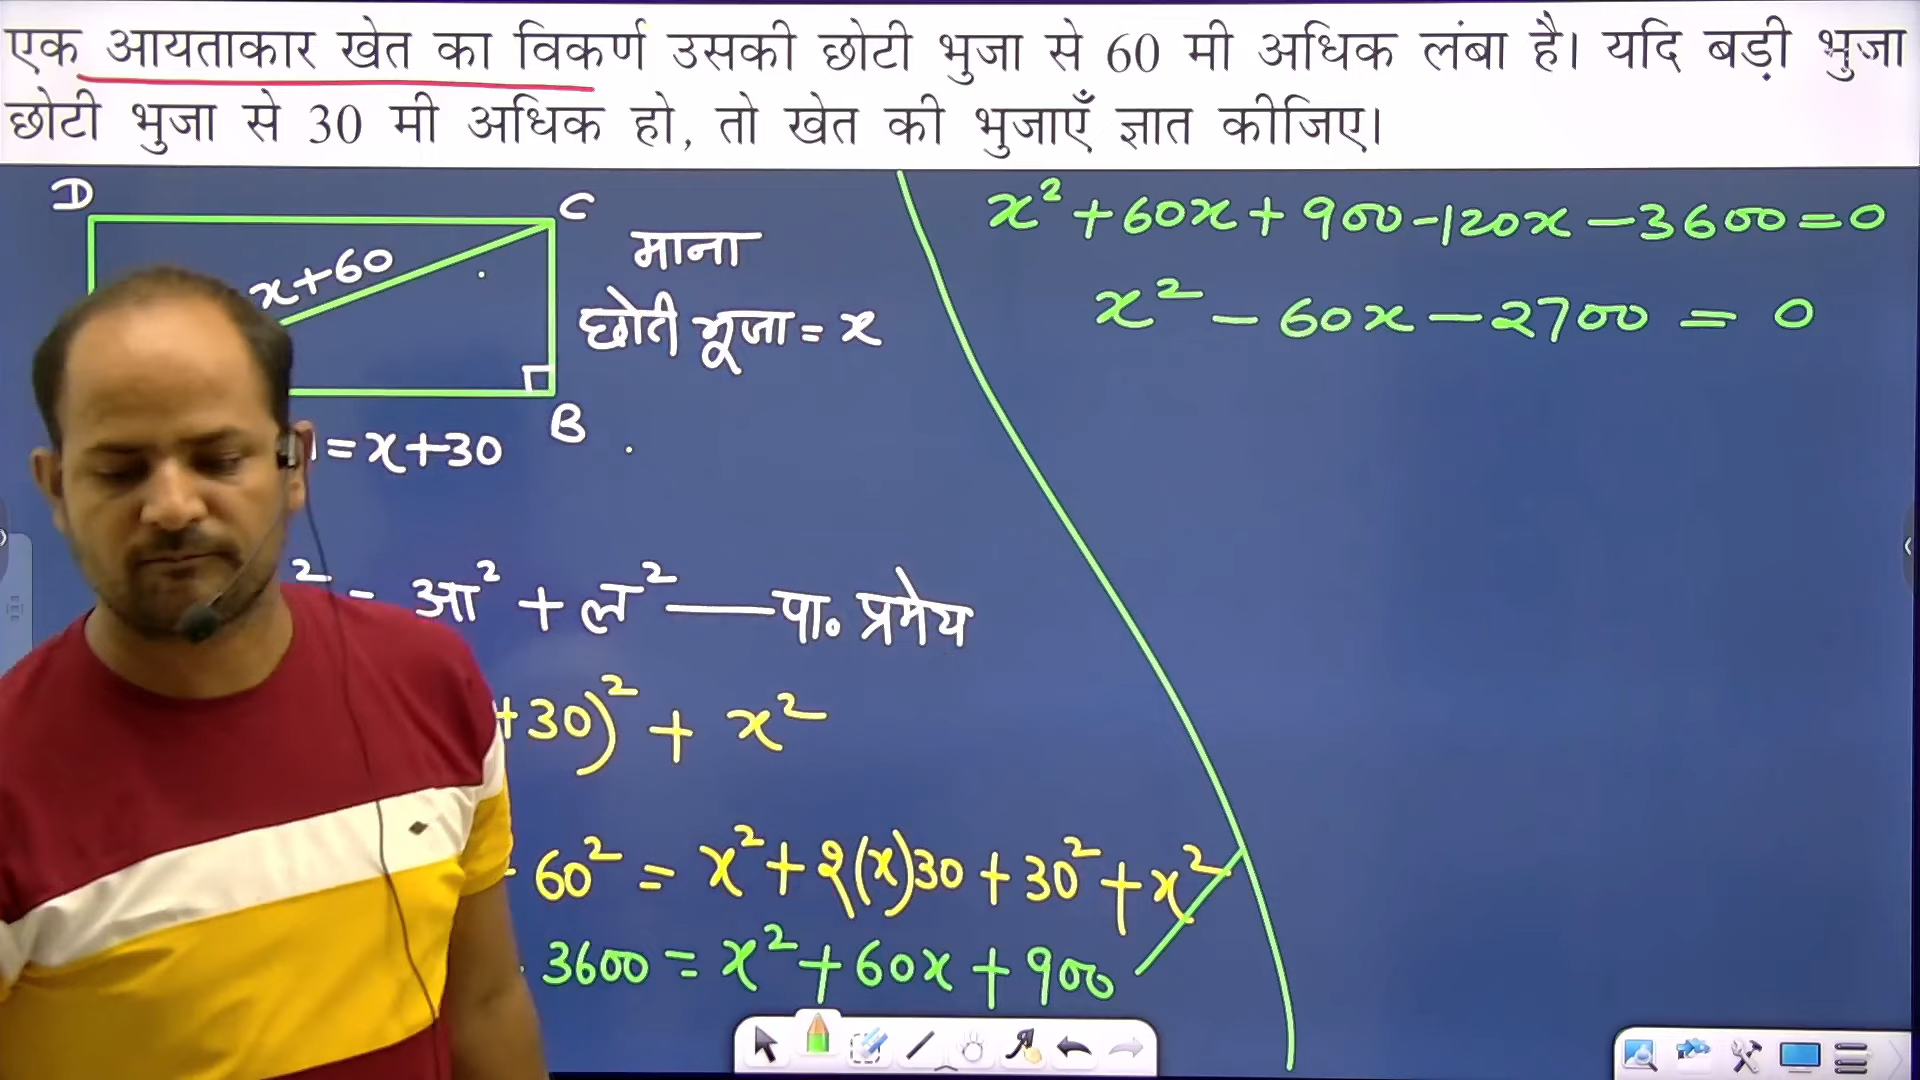 एक आयताकार खेत का विकर्ण उसकी छोटी भुजा से 60 मी अधिक लंबा है। यदि बड़ी भुजा
छोटी भुजा से 30 मी अधिक हो, तो खेत की भुजाएँ ज्ञात कीजिए।
D
C
x+60
माना
छोटी भूजा = x
B
=x+30
² = आ² + ल² — पा० प्रमेय
+30)² + x²
60² = x² + 2(x)30 + 30² + x²
3600 = x² + 60x + 900
x² + 60x + 900 - 120x - 3600 = 0
x² - 60x - 2700 = 0